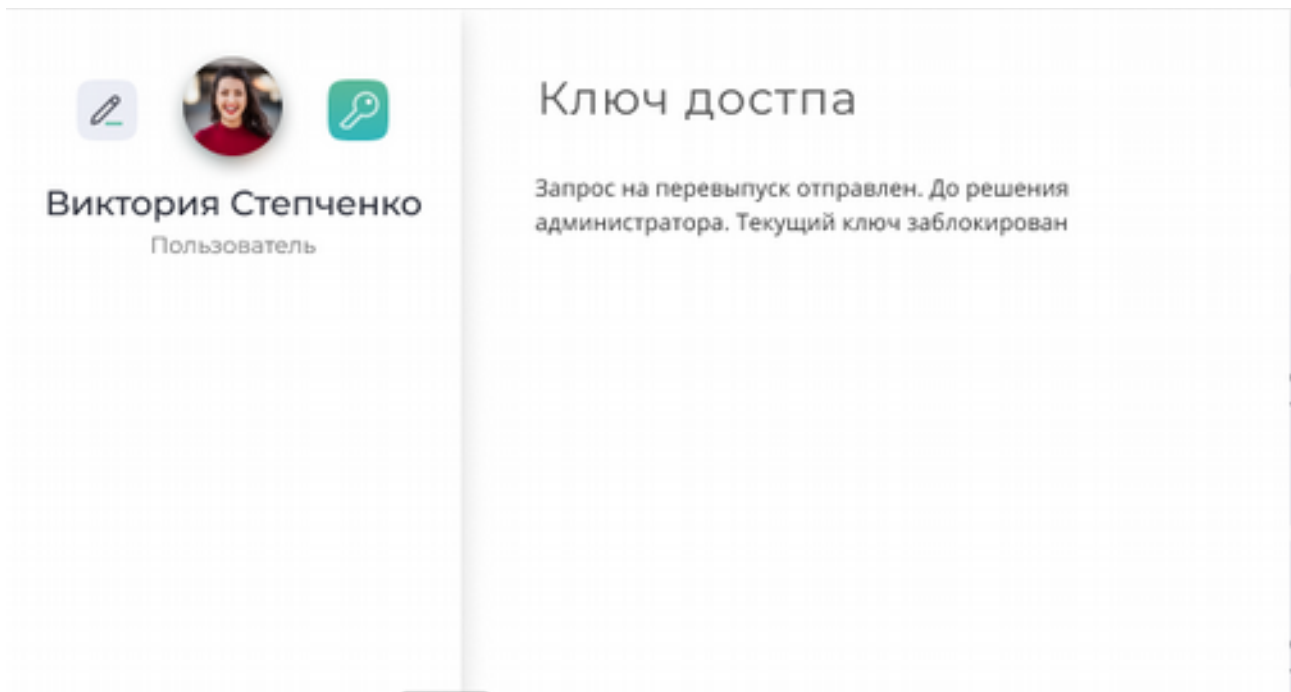 Виктория Степченко
Пользователь
Ключ достпа
Запрос на перевыпуск отправлен. До решения
администратора. Текущий ключ заблокирован